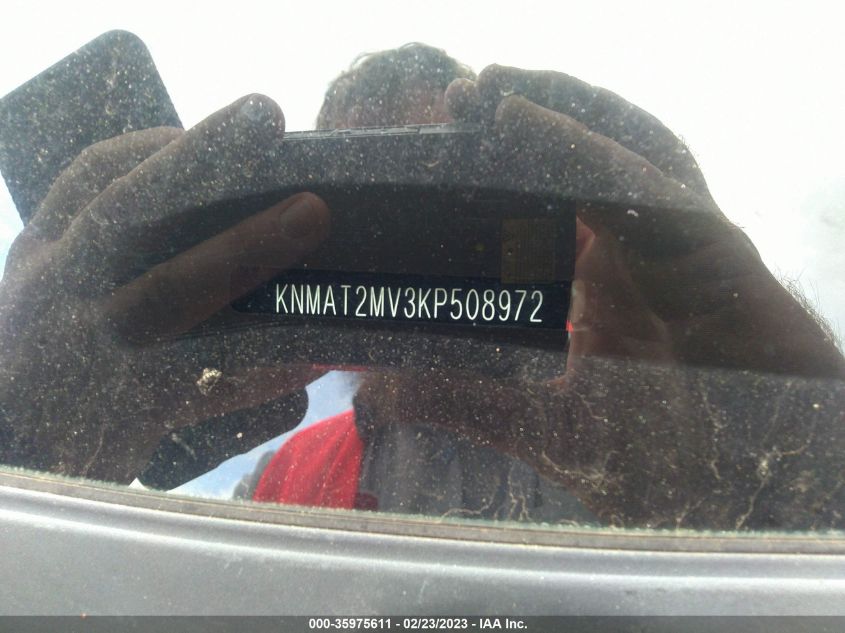 KNMAT2MV3KP508972
000-35975611 - 02/23/2023 - IAA Inc.